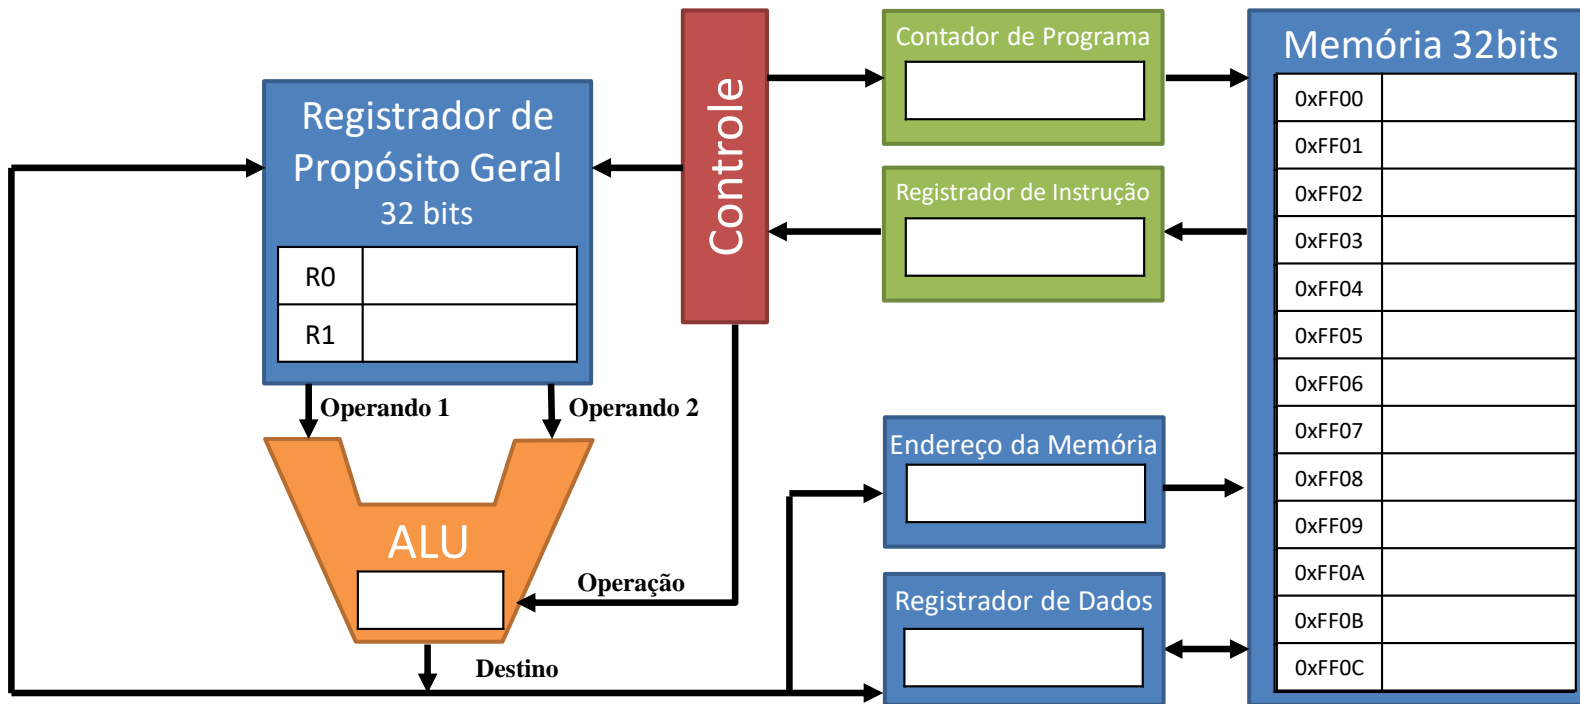 Registrador de
Propósito Geral
32 bits
R0
R1
Operando 1
Operando 2
ALU
Operação
Destino
Controle
Contador de Programa
Registrador de Instrução
Endereço da Memória
Registrador de Dados
Memória 32bits
0xFF00
0xFF01
0xFF02
0xFF03
0xFF04
0xFF05
0xFF06
0xFF07
0xFF08
0xFF09
0xFF0A
0xFF0B
0xFF0C